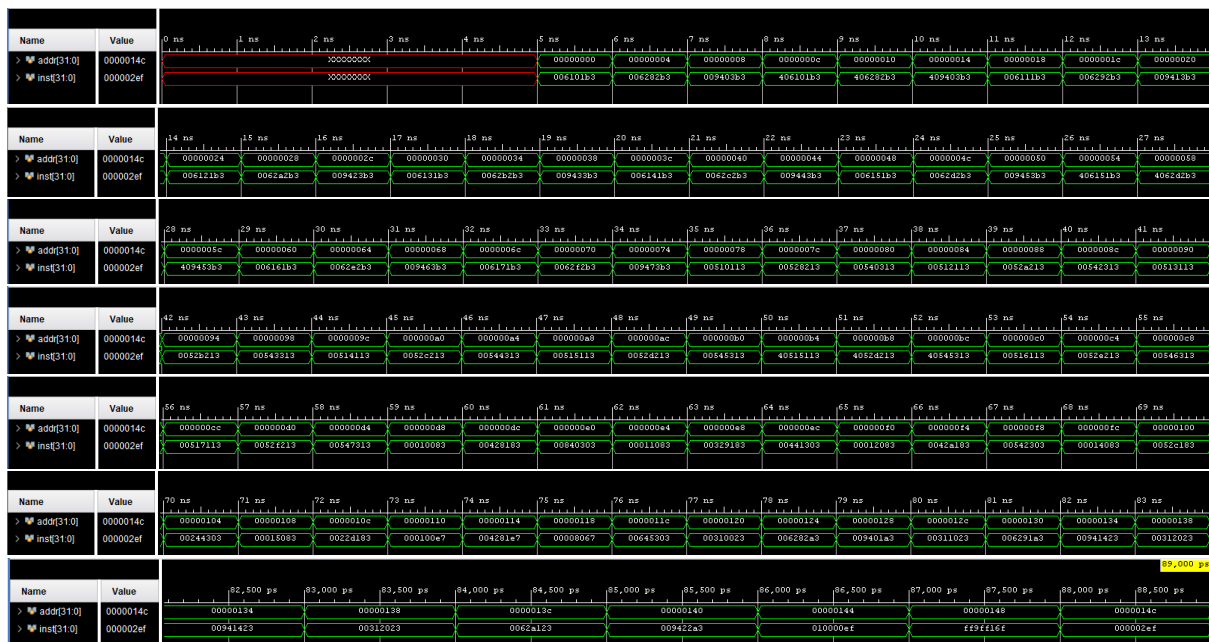 0 ns 1 ns 2 ns 3 ns 4 ns 5 ns 6 ns 7 ns 8 ns 9 ns 10 ns 11 ns 12 ns 13 ns
Name Value
addr[31:0] 0000014c XXXXXXXX 00000000 00000004 00000008 0000000c 00000010 00000014 00000018 0000001c 00000020
inst[31:0] 000002ef XXXXXXXX 006101b3 006282b3 009403b3 406101b3 406282b3 409403b3 006111b3 006292b3 009413b3
14 ns 15 ns 16 ns 17 ns 18 ns 19 ns 20 ns 21 ns 22 ns 23 ns 24 ns 25 ns 26 ns 27 ns
Name Value
addr[31:0] 0000014c 00000024 00000028 0000002c 00000030 00000034 00000038 0000003c 00000040 00000044 00000048 0000004c 00000050 00000054 00000058
inst[31:0] 000002ef 006121b3 0062a2b3 009423b3 006131b3 0062b2b3 009433b3 006141b3 0062c2b3 009443b3 006151b3 0062d2b3 009453b3 406151b3 4062d2b3
28 ns 29 ns 30 ns 31 ns 32 ns 33 ns 34 ns 35 ns 36 ns 37 ns 38 ns 39 ns 40 ns 41 ns
Name Value
addr[31:0] 0000014c 0000005c 00000060 00000064 00000068 0000006c 00000070 00000074 00000078 0000007c 00000080 00000084 00000088 0000008c 00000090
inst[31:0] 000002ef 409453b3 006161b3 0062e2b3 009463b3 006171b3 0062f2b3 009473b3 00510113 00528213 00540313 00512113 0052a213 00542313 00513113
42 ns 43 ns 44 ns 45 ns 46 ns 47 ns 48 ns 49 ns 50 ns 51 ns 52 ns 53 ns 54 ns 55 ns
Name Value
addr[31:0] 0000014c 00000094 00000098 0000009c 000000a0 000000a4 000000a8 000000ac 000000b0 000000b4 000000b8 000000bc 000000c0 000000c4 000000c8
inst[31:0] 000002ef 0052b213 00543313 00514113 0052c213 00544313 00515113 0052d213 00545313 40515113 4052d213 40545313 00516113 0052e213 00546313
56 ns 57 ns 58 ns 59 ns 60 ns 61 ns 62 ns 63 ns 64 ns 65 ns 66 ns 67 ns 68 ns 69 ns
Name Value
addr[31:0] 0000014c 000000cc 000000d0 000000d4 000000d8 000000dc 000000e0 000000e4 000000e8 000000ec 000000f0 000000f4 000000f8 000000fc 00000100
inst[31:0] 000002ef 00517113 0052f213 00547313 00010083 00428183 00840303 00011083 00329183 00441303 00012083 0042a183 00542303 00014083 0052c183
70 ns 71 ns 72 ns 73 ns 74 ns 75 ns 76 ns 77 ns 78 ns 79 ns 80 ns 81 ns 82 ns 83 ns
Name Value
addr[31:0] 0000014c 00000104 00000108 0000010c 00000110 00000114 00000118 0000011c 00000120 00000124 00000128 0000012c 00000130 00000134 00000138
inst[31:0] 000002ef 00244303 00015083 0022d183 000100e7 004281e7 00008067 00645303 00310023 006282a3 009401a3 00311023 006291a3 00941423 00312023
89,000 ps
Name Value
82,500 ps 83,000 ps 83,500 ps 84,000 ps 84,500 ps 85,000 ps 85,500 ps 86,000 ps 86,500 ps 87,000 ps 87,500 ps 88,000 ps 88,500 ps
addr[31:0] 0000014c 00000134 00000138 0000013c 00000140 00000144 00000148 0000014c
inst[31:0] 000002ef 00941423 00312023 0062a123 009422a3 010000ef ff9ff16f 000002ef